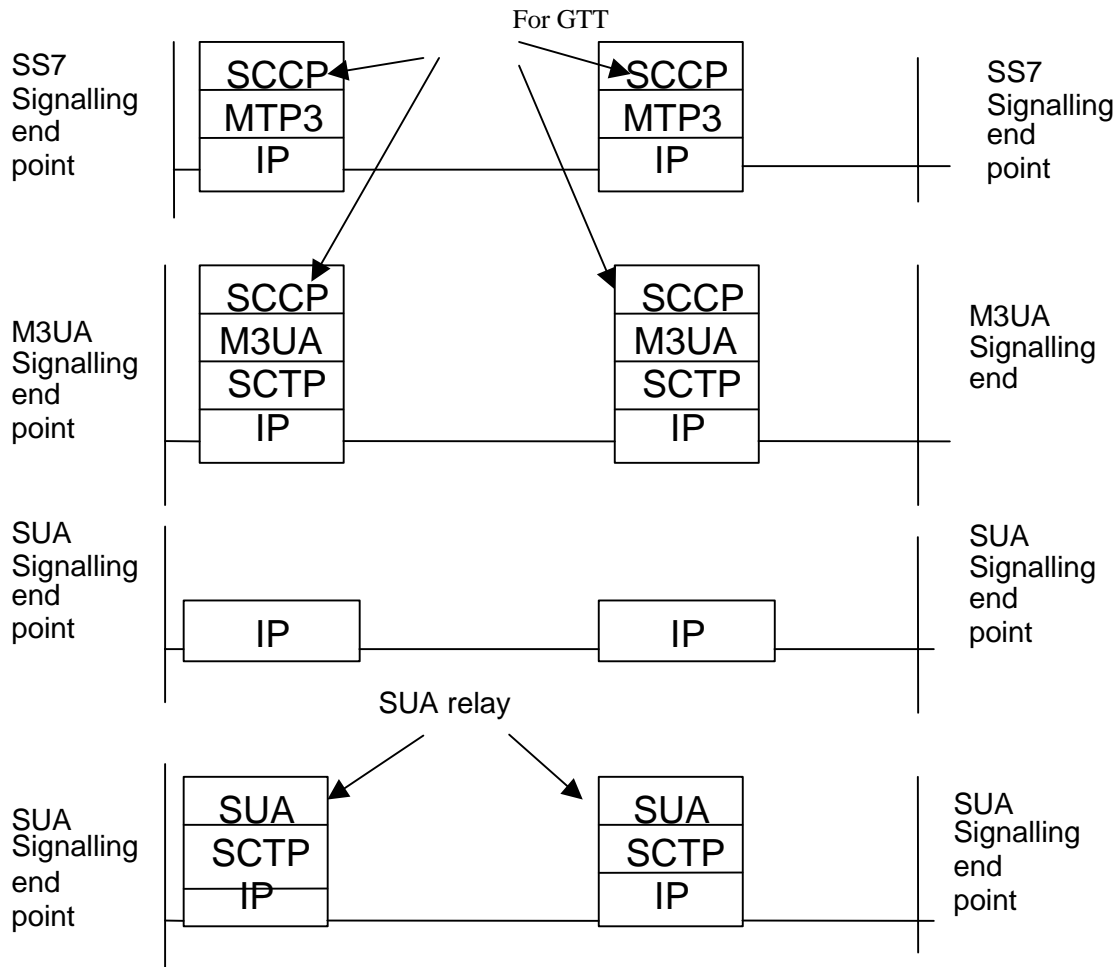 For GTT
SS7
Signalling
end
point
SCCP
MTP3
IP
SCCP
MTP3
IP
SS7
Signalling
end
point
M3UA
Signalling
end
point
SCCP
M3UA
SCTP
IP
SCCP
M3UA
SCTP
IP
M3UA
Signalling
end
SUA
Signalling
end
point
IP
IP
SUA
Signalling
end
point
SUA relay
SUA
Signalling
end
point
SUA
SCTP
IP
SUA
SCTP
IP
SUA
Signalling
end
point